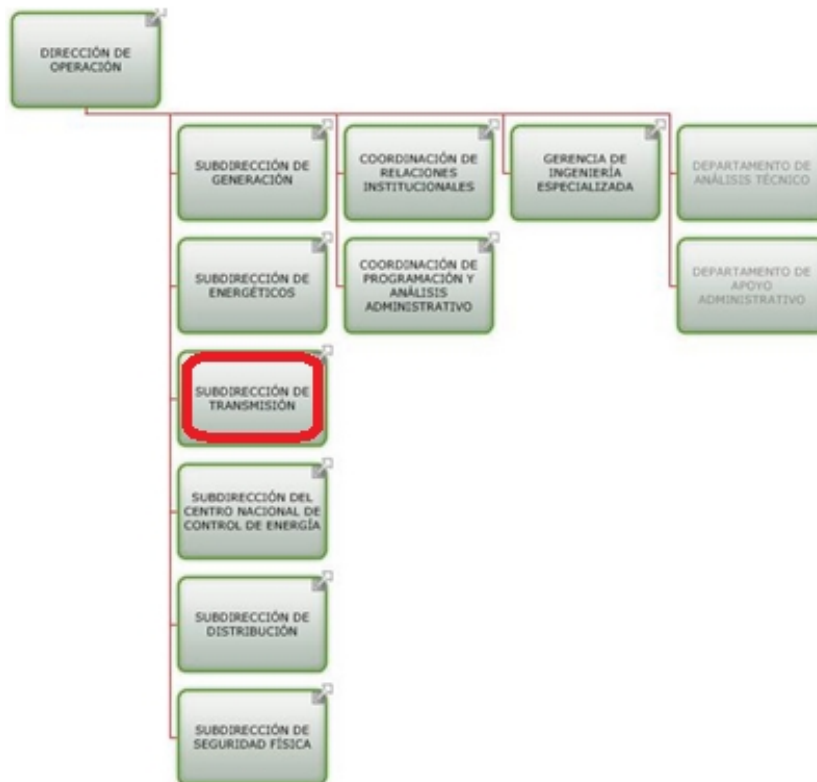 DIRECCIÓN DE
OPERACIÓN
SUBDIRECCIÓN DE
GENERACIÓN
COORDINACIÓN DE
RELACIONES
INSTITUCIONALES
GERENCIA DE
INGENIERÍA
ESPECIALIZADA
DEPARTAMENTO DE
ANÁLISIS TÉCNICO
SUBDIRECCIÓN DE
ENERGÉTICOS
COORDINACIÓN DE
PROGRAMACIÓN Y
ANÁLISIS
ADMINISTRATIVO
DEPARTAMENTO DE
APOYO
ADMINISTRATIVO
SUBDIRECCIÓN DE
TRANSMISIÓN
SUBDIRECCIÓN DEL
CENTRO NACIONAL DE
CONTROL DE ENERGÍA
SUBDIRECCIÓN DE
DISTRIBUCIÓN
SUBDIRECCIÓN DE
SEGURIDAD FÍSICA